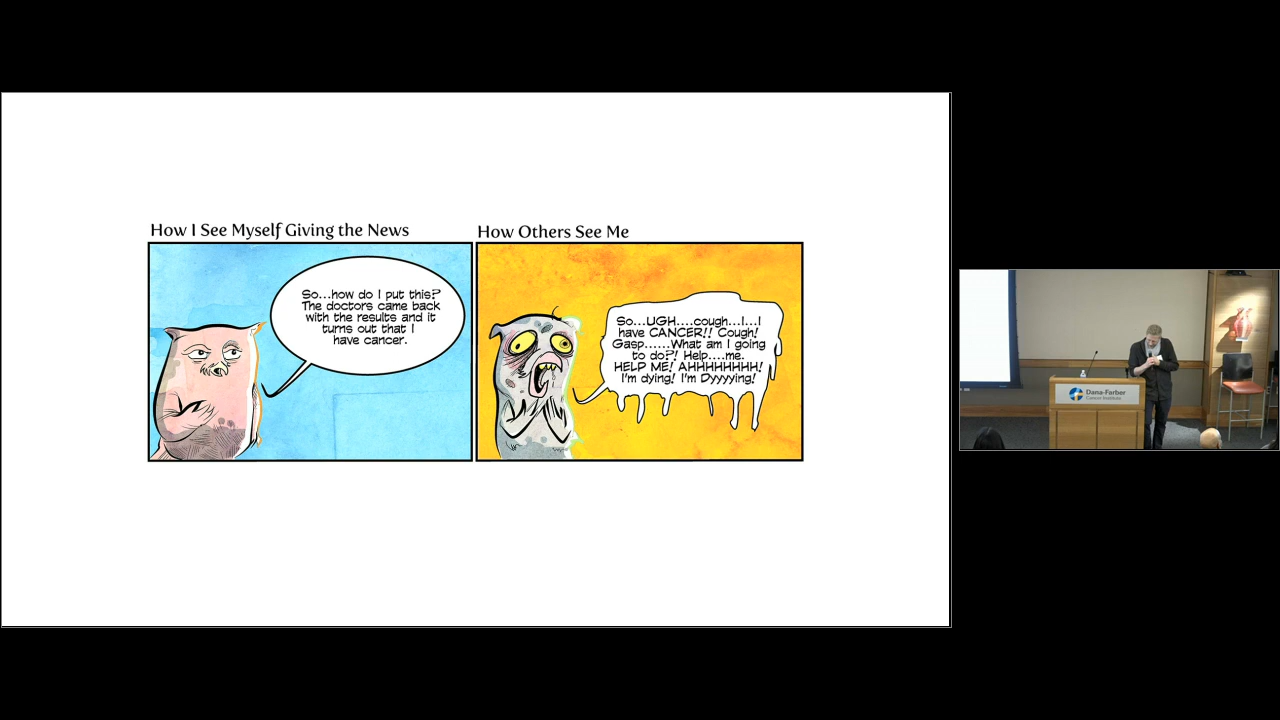 How I See Myself Giving the News
So...how do I put this?
The doctors came back
with the results and it
turns out that I
have cancer.
How Others See Me
So...UGH....cough...I...I
have CANCER!! Cough!
Gasp......What am I going
to do?! Help....me.
HELP ME! AHHHHHHHH!
I'm dying! I'm Dyyyying!
Dana-Farber
Cancer Institute